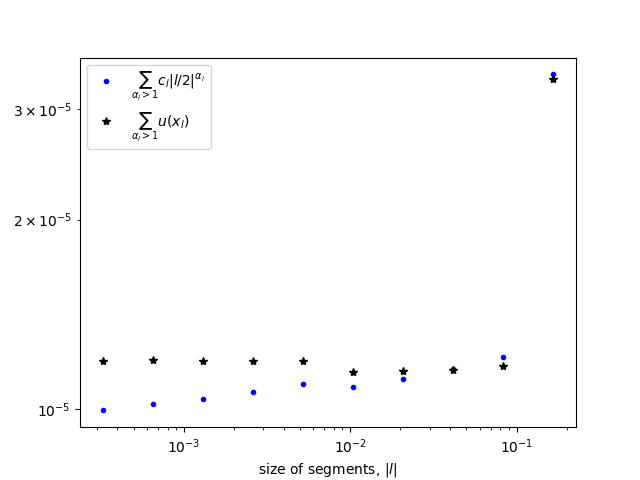 ∑_{α_l>1} c_l|l/2|^{α_l}
∑_{α_l>1} u(x_l)
3 × 10^{-5}
2 × 10^{-5}
10^{-5}
10^{-3} 10^{-2} 10^{-1}
size of segments, |l|